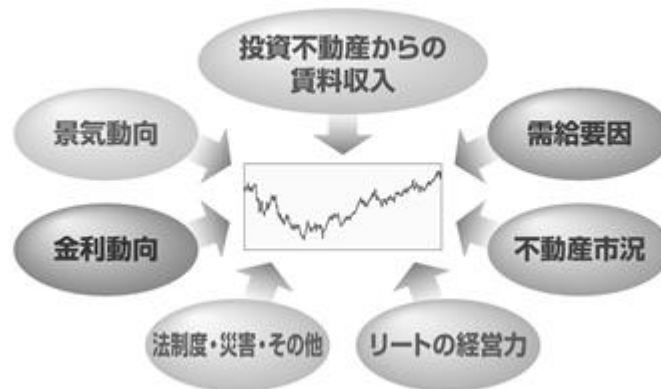 投資不動産からの
賃料収入
景気動向
需給要因
金利動向
不動産市況
法制度・災害・その他
リートの経営力